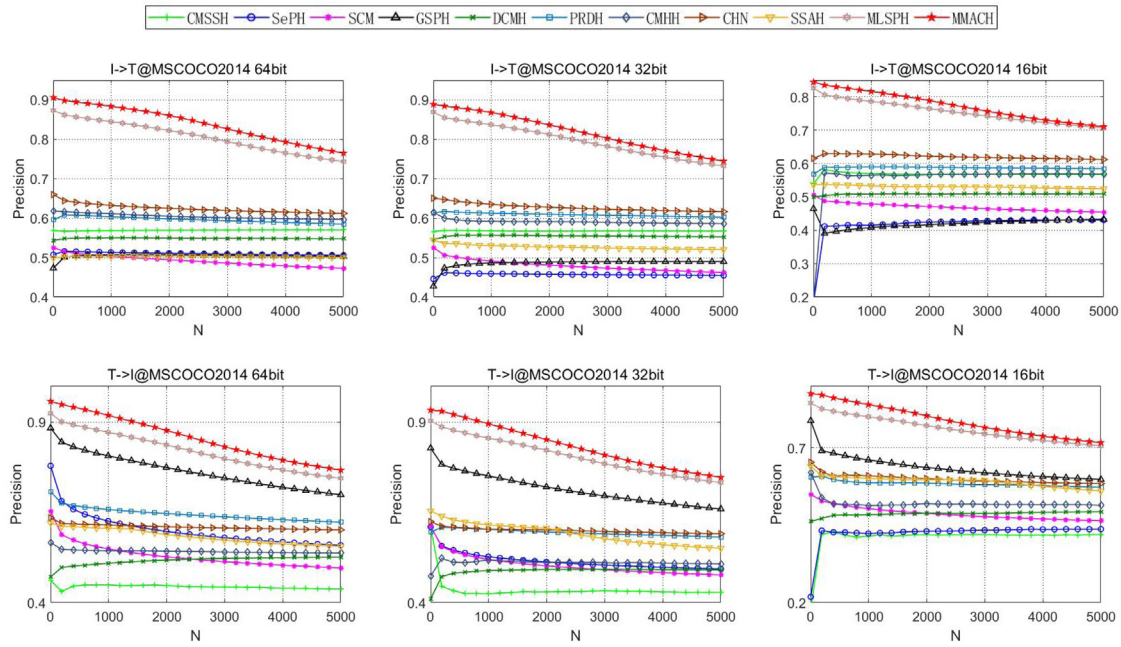 CMSSH SePH SCM GSPH DCMH PRDH CMHH CHN SSAH MLSPH MMACH
I->T@MSCOCO2014 64bit
Precision
0.9
0.8
0.7
0.6
0.5
0.4
0 1000 2000 3000 4000 5000
N
I->T@MSCOCO2014 32bit
Precision
0.9
0.8
0.7
0.6
0.5
0.4
0 1000 2000 3000 4000 5000
N
I->T@MSCOCO2014 16bit
Precision
0.8
0.7
0.6
0.5
0.4
0.3
0.2
0 1000 2000 3000 4000 5000
N
T->I@MSCOCO2014 64bit
Precision
0.9
0.4
0 1000 2000 3000 4000 5000
N
T->I@MSCOCO2014 32bit
Precision
0.9
0.4
0 1000 2000 3000 4000 5000
N
T->I@MSCOCO2014 16bit
Precision
0.7
0.2
0 1000 2000 3000 4000 5000
N